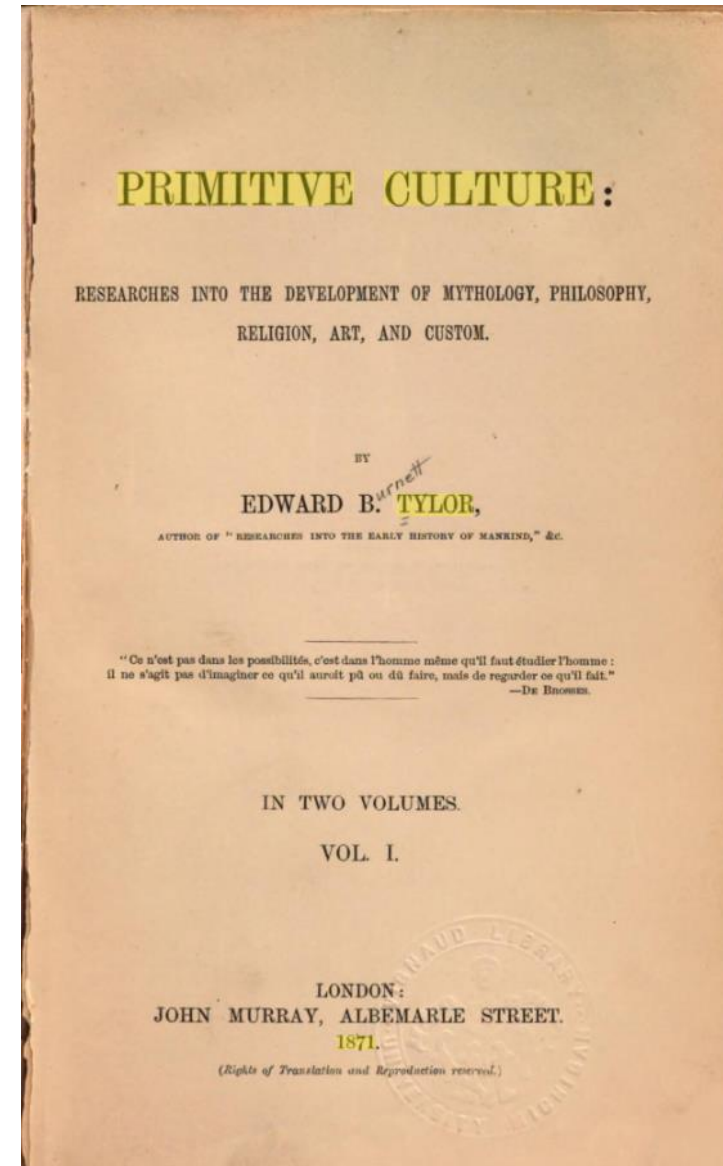 PRIMITIVE CULTURE:
RESEARCHES INTO THE DEVELOPMENT OF MYTHOLOGY, PHILOSOPHY,
RELIGION, ART, AND CUSTOM.
BY
urnett
EDWARD B. TYLOR,
AUTHOR OF "RESEARCHES INTO THE EARLY HISTORY OF MANKIND," &C.
"Ce n'est pas dans les possibilités, c'est dans l'homme même qu'il faut étudier l'homme :
il ne s'agit pas d'imaginer ce qu'il auroit pû ou dû faire, mais de regarder ce qu'il fait."
—DE BROSSES.
IN TWO VOLUMES.
VOL. I.
LONDON:
JOHN MURRAY, ALBEMARLE STREET.
1871.
(Rights of Translation and Reproduction reserved.)
LIBRARY